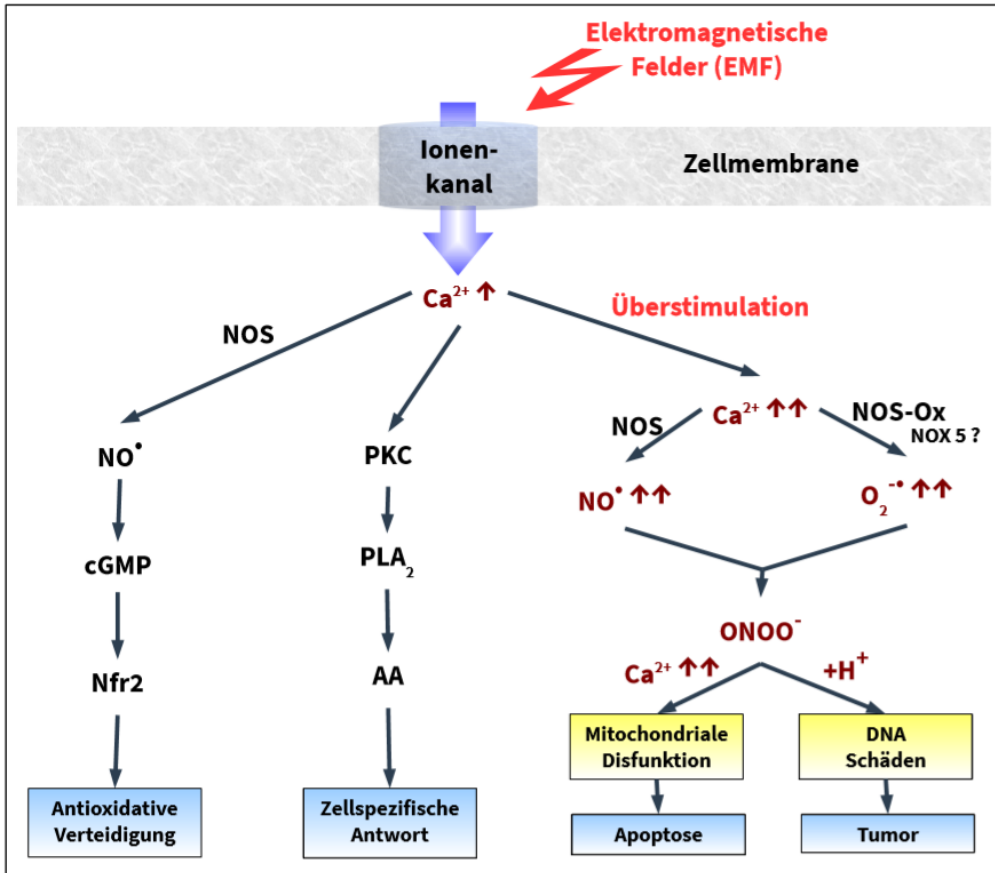 Elektromagnetische
Felder (EMF)
Ionen-
kanal
Zellmembrane
Ca²⁺ ↑
Überstimulation
NOS
Ca²⁺ ↑↑
NOS
NOS-Ox
NOX 5 ?
NO•
PKC
NO• ↑↑
O₂⁻• ↑↑
cGMP
PLA₂
ONOO⁻
Nfr2
AA
Ca²⁺ ↑↑
+H⁺
Mitochondriale
Disfunktion
DNA
Schäden
Antioxidative
Verteidigung
Zellspezifische
Antwort
Apoptose
Tumor